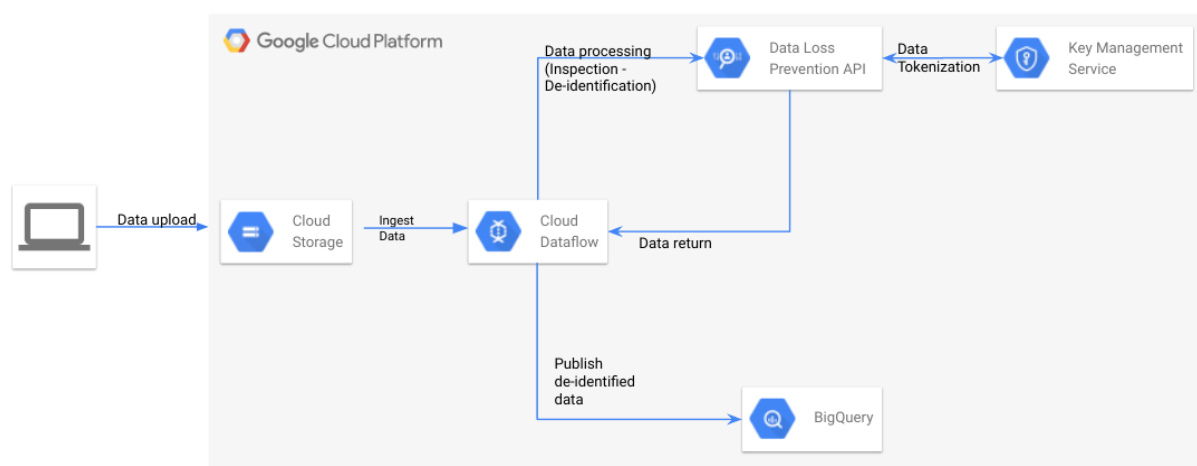 Google Cloud Platform
Data processing
(Inspection -
De-identification)
Data Loss
Prevention API
Data
Tokenization
Key Management
Service
Data upload
Cloud
Storage
Ingest
Data
Cloud
Dataflow
Data return
Publish
de-identified
data
BigQuery